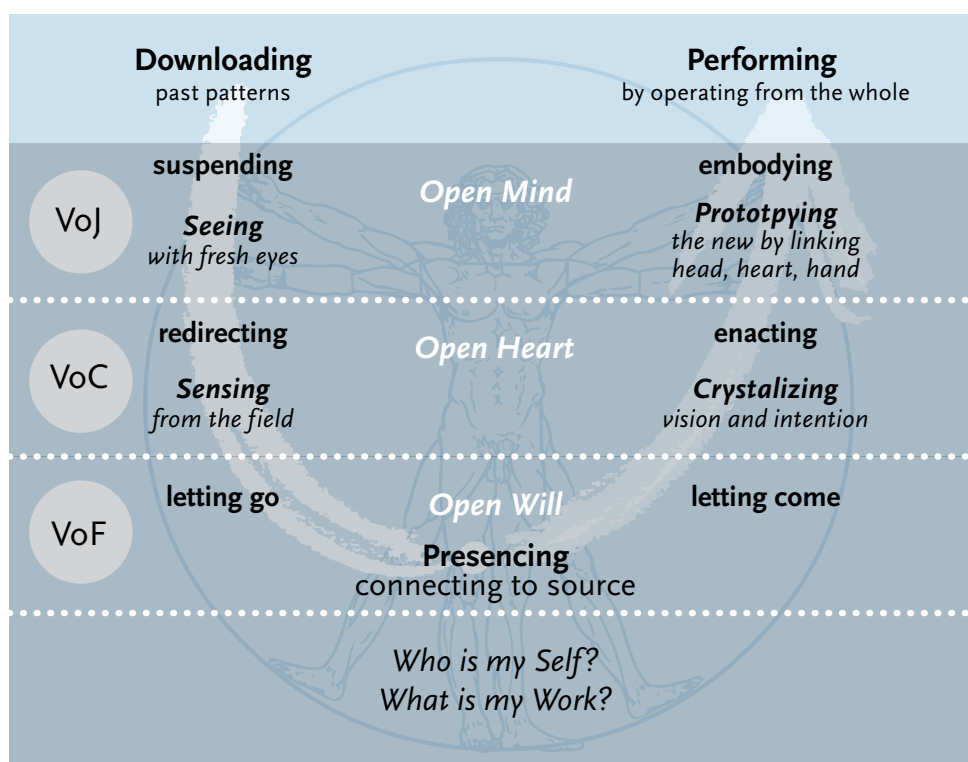 Downloading
past patterns
Performing
by operating from the whole
VoJ
suspending
Seeing
with fresh eyes
Open Mind
embodying
Prototpying
the new by linking
head, heart, hand
VoC
redirecting
Sensing
from the field
Open Heart
enacting
Crystalizing
vision and intention
VoF
letting go
Open Will
letting come
Presencing
connecting to source
Who is my Self?
What is my Work?